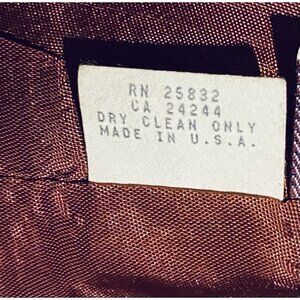 RN 25832
CA 24244
DRY CLEAN ONLY
MADE IN U.S.A.